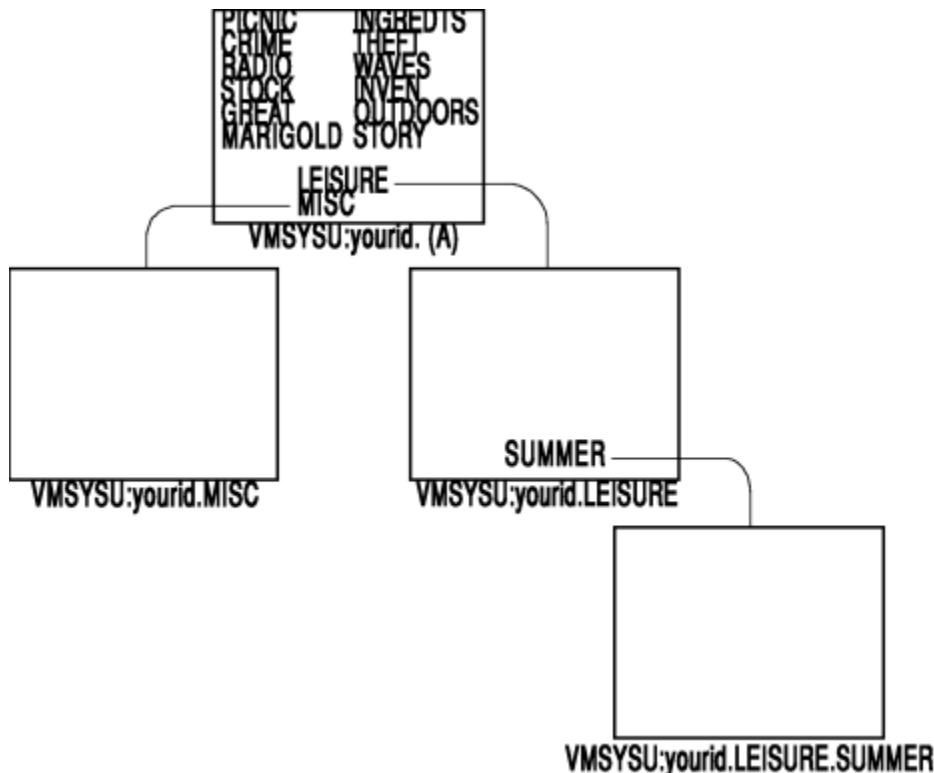 PICNIC INGREDTS
CRIME THEFT
RADIO WAVES
STOCK INVEN
GREAT OUTDOORS
MARIGOLD STORY
LEISURE
MISC
VMSYSU:yourid. (A)
SUMMER
VMSYSU:yourid.MISC VMSYSU:yourid.LEISURE
VMSYSU:yourid.LEISURE.SUMMER